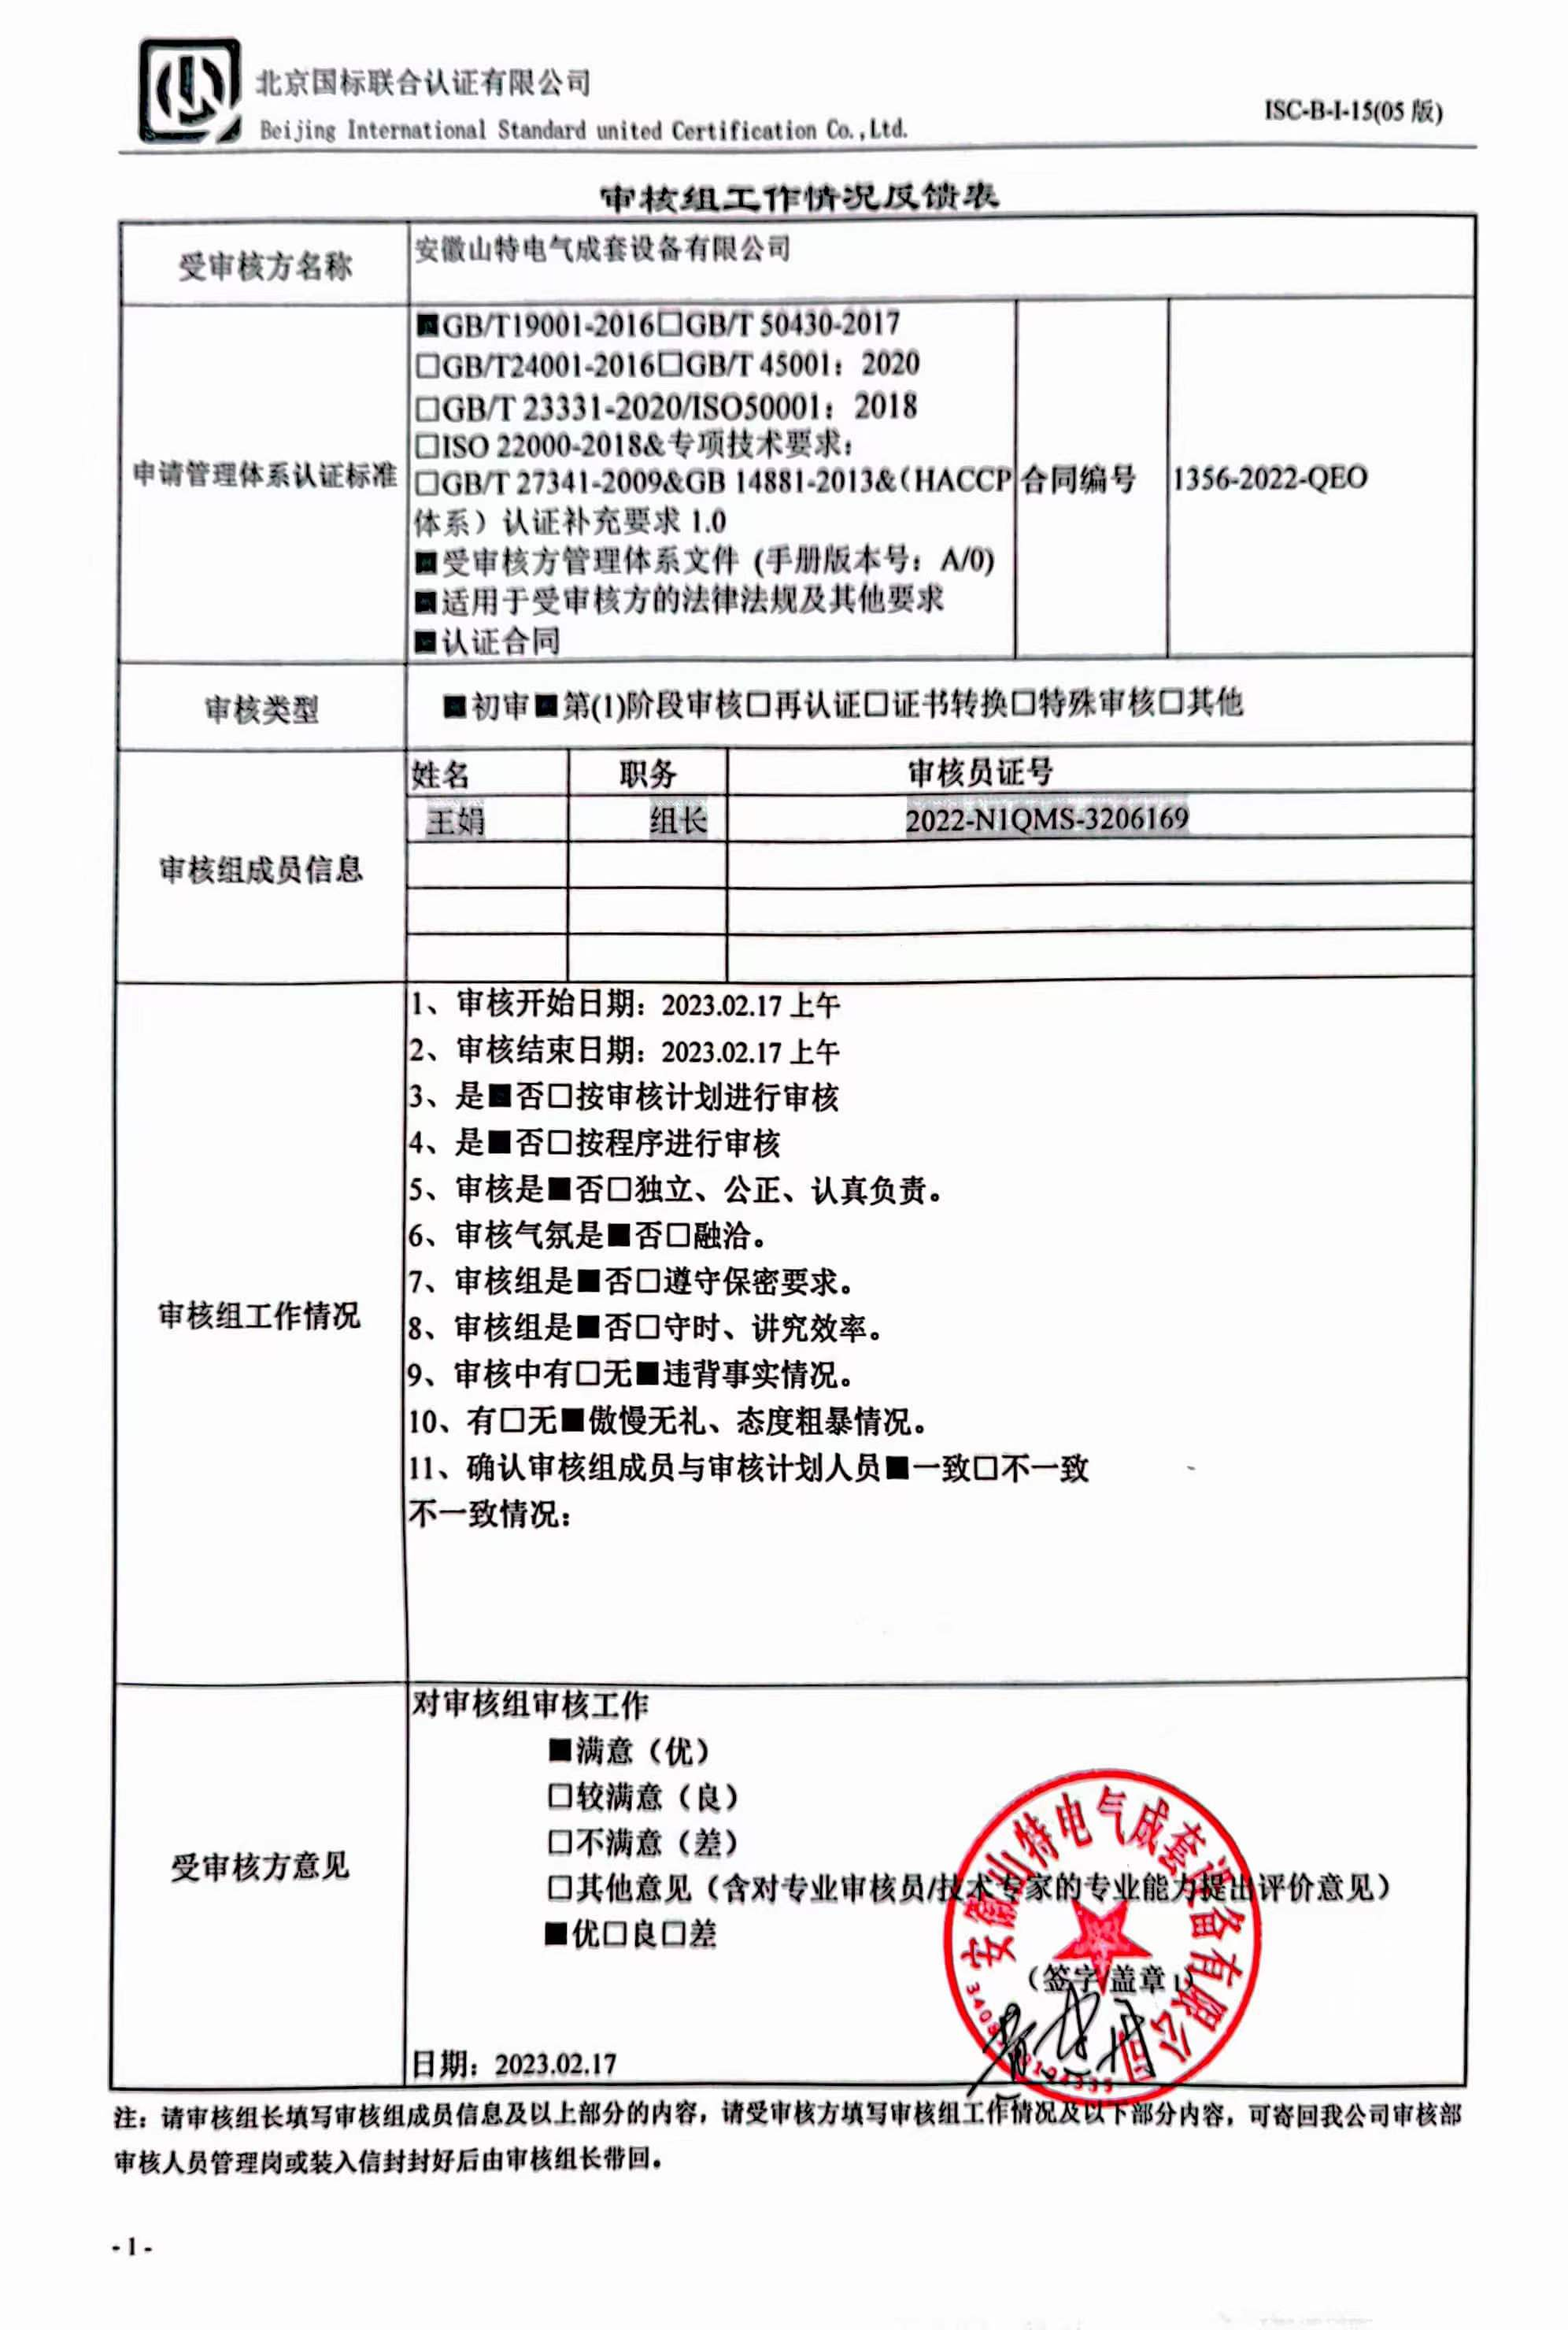 北京国标联合认证有限公司
Beijing International Standard united Certification Co.,Ltd.
ISC-B-I-15(05 版)
审核组工作情况反馈表
受审核方名称
安徽山特电气成套设备有限公司
申请管理体系认证标准
■GB/T19001-2016□GB/T 50430-2017
□GB/T24001-2016□GB/T 45001：2020
□GB/T 23331-2020/ISO50001：2018
□ISO 22000-2018&专项技术要求：
□GB/T 27341-2009&GB 14881-2013&（HACCP
体系）认证补充要求 1.0
■受审核方管理体系文件 (手册版本号：A/0)
■适用于受审核方的法律法规及其他要求
■认证合同
合同编号
1356-2022-QEO
审核类型
■初审■第(1)阶段审核□再认证□证书转换□特殊审核□其他
审核组成员信息
姓名 职务 审核员证号
王娟 组长 2022-N1QMS-3206169
审核组工作情况
1、审核开始日期：2023.02.17 上午
2、审核结束日期：2023.02.17 上午
3、是■否□按审核计划进行审核
4、是■否□按程序进行审核
5、审核是■否□独立、公正、认真负责。
6、审核气氛是■否□融洽。
7、审核组是■否□遵守保密要求。
8、审核组是■否□守时、讲究效率。
9、审核中有□无■违背事实情况。
10、有□无■傲慢无礼、态度粗暴情况。
11、确认审核组成员与审核计划人员■一致□不一致
不一致情况：
受审核方意见
对审核组审核工作
■满意（优）
□较满意（良）
□不满意（差）
□其他意见（含对专业审核员/技术专家的专业能力提出评价意见）
■优□良□差
（签字/盖章）
安徽山特电气成套设备有限公司
日期：2023.02.17
注：请审核组长填写审核组成员信息及以上部分的内容，请受审核方填写审核组工作情况及以下部分内容，可寄回我公司审核部
审核人员管理岗或装入信封封好后由审核组长带回。
- 1 -